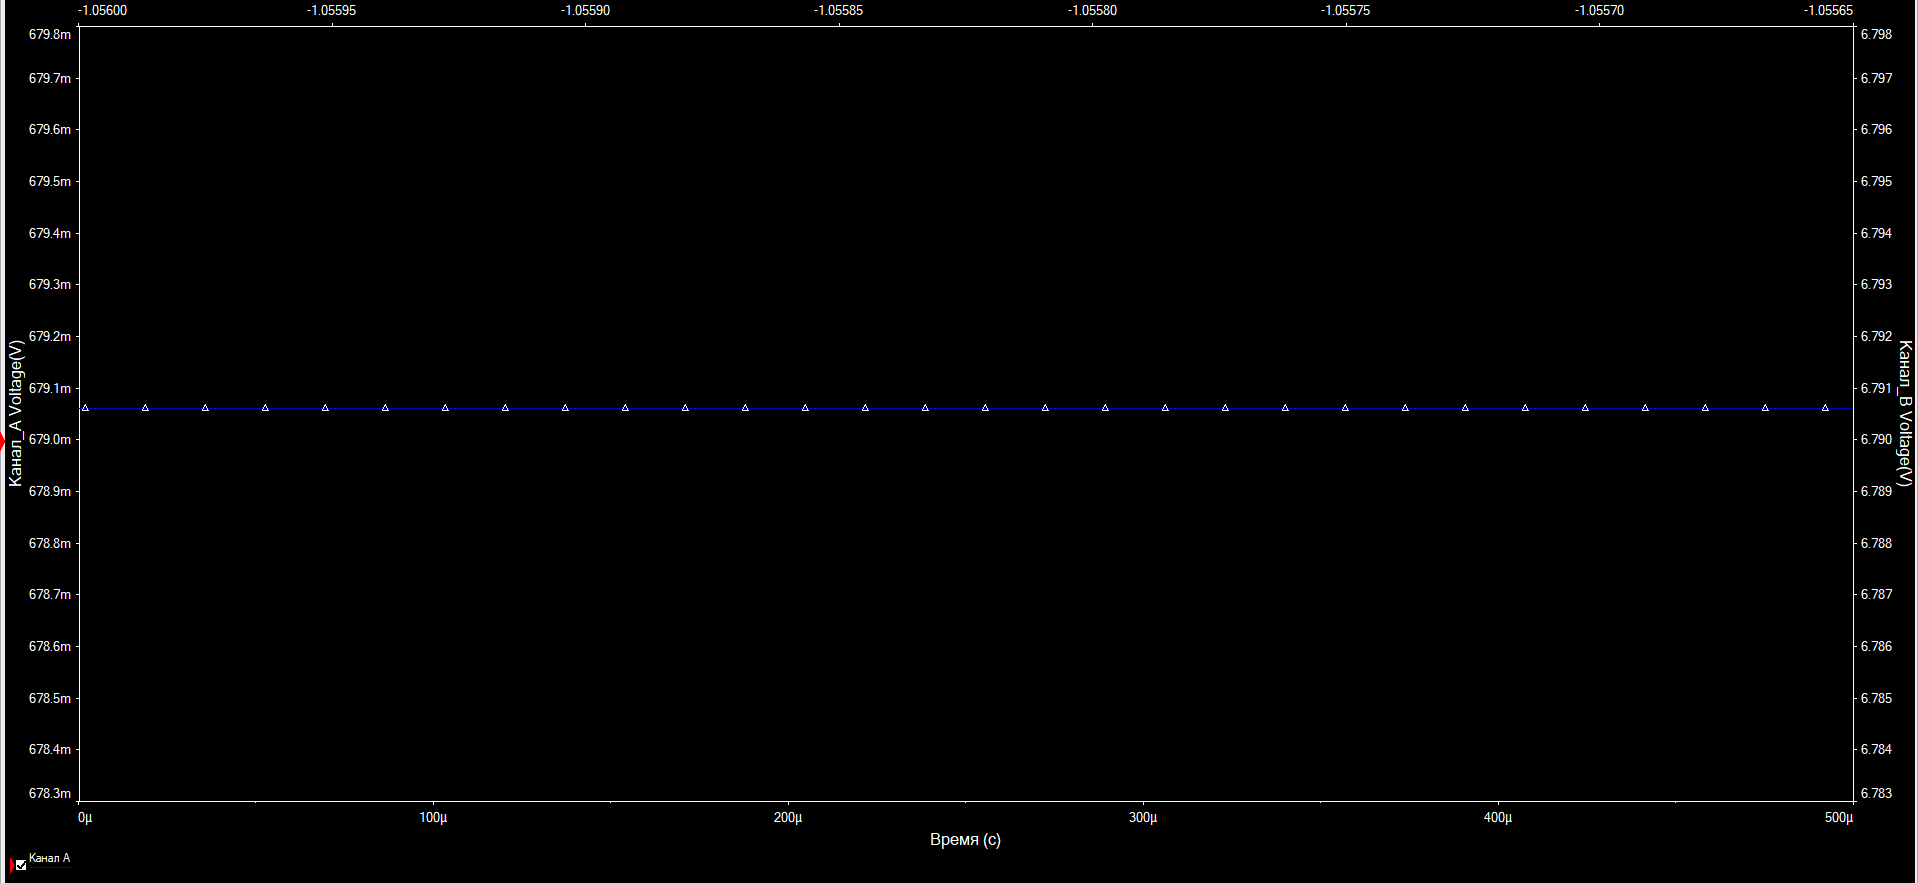 -1.05600 -1.05595 -1.05590 -1.05585 -1.05580 -1.05575 -1.05570 -1.05565
679.8m 6.798
679.7m 6.797
679.6m 6.796
679.5m 6.795
679.4m 6.794
679.3m 6.793
679.2m 6.792
679.1m 6.791
679.0m 6.790
678.9m 6.789
678.8m 6.788
678.7m 6.787
678.6m 6.786
678.5m 6.785
678.4m 6.784
678.3m 6.783
Канал_A Voltage(V)
Канал_B Voltage(V)
0µ 100µ 200µ 300µ 400µ 500µ
Время (с)
Канал A